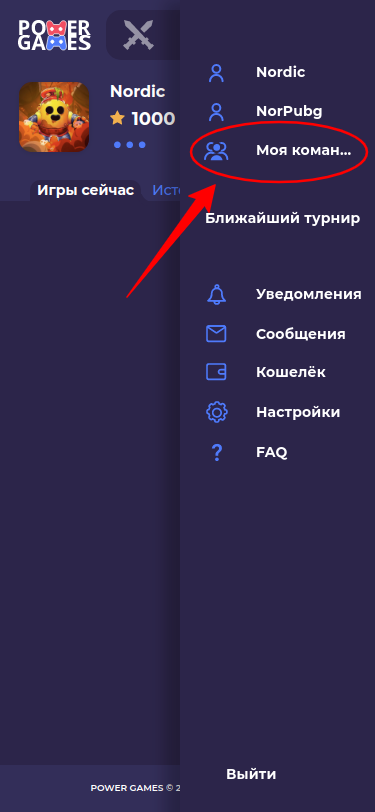 POWER
GAMES
Nordic
1000
Игры сейчас
Исто
POWER GAMES © 2
Nordic
NorPubg
Моя коман...
Ближайший турнир
Уведомления
Сообщения
Кошелёк
Настройки
FAQ
Выйти